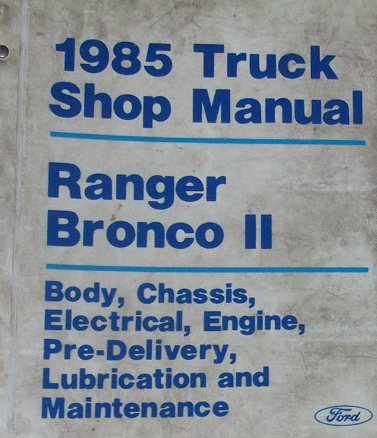 1985 Truck
Shop Manual
Ranger
Bronco II
Body, Chassis,
Electrical, Engine,
Pre-Delivery,
Lubrication and
Maintenance
Ford